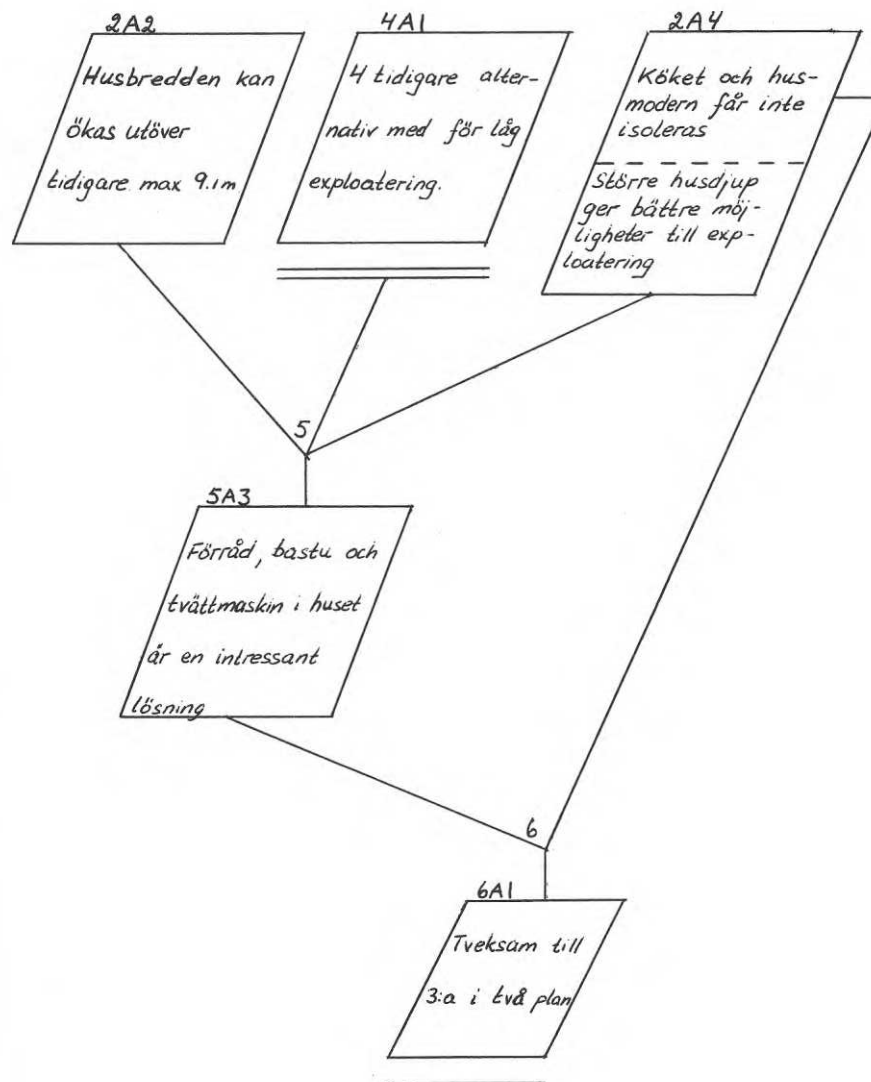 2A2
Husbredden kan
ökas utöver
tidigare max 9.1m
4A1
4 tidigare alter-
nativ med för låg
exploatering.
2A4
Köket och hus-
modern får inte
isoleras
Större husdjup
ger bättre möj-
ligheter till exp-
loatering
5
5A3
Förråd, bastu och
tvättmaskin i huset
är en intressant
lösning
6
6A1
Tveksam till
3:a i två plan